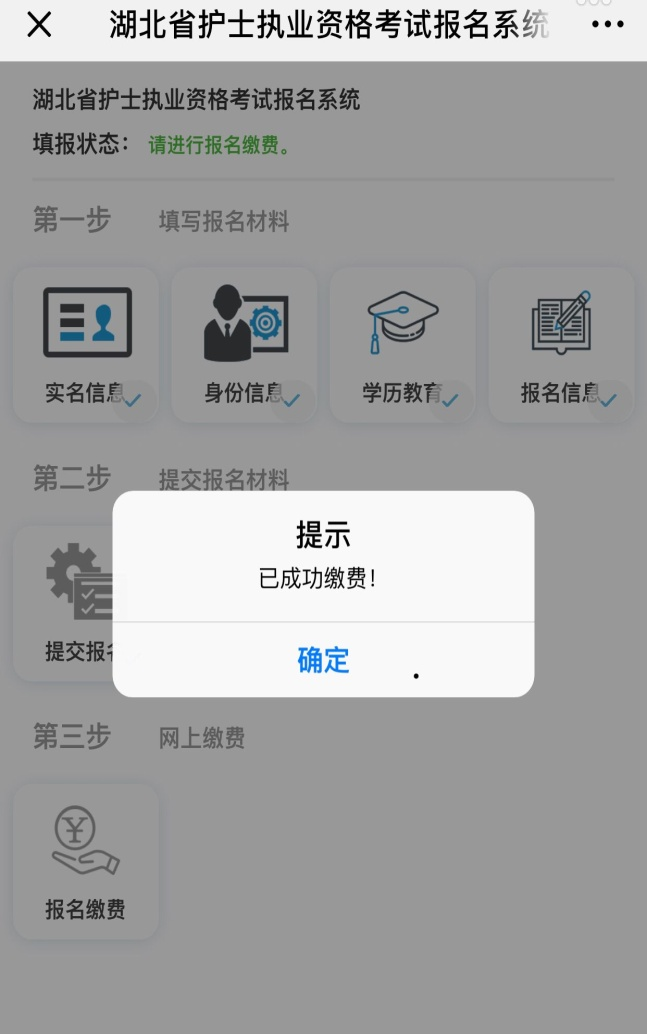 湖北省护士执业资格考试报名系统
湖北省护士执业资格考试报名系统
填报状态： 请进行报名缴费。
第一步 填写报名材料
实名信息 身份信息 学历教育 报名信息
第二步 提交报名材料
提示
已成功缴费！
提交报名
确定
第三步 网上缴费
报名缴费